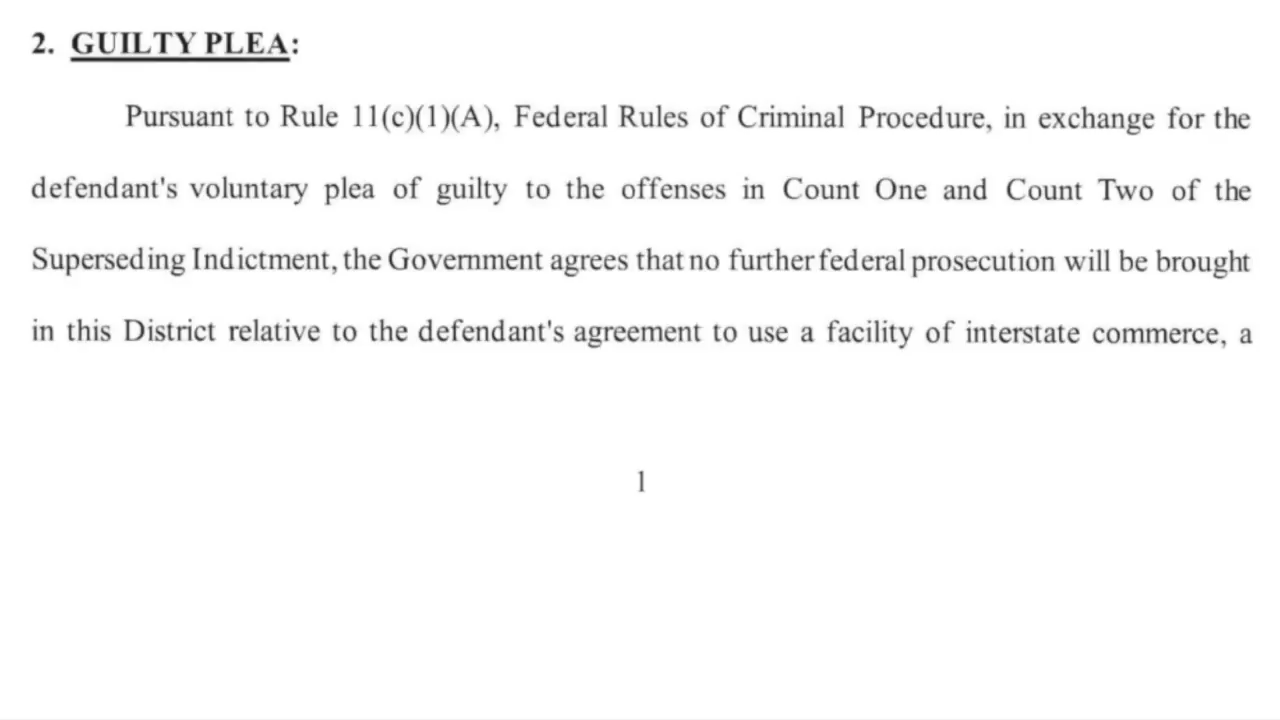 2. GUILTY PLEA:
Pursuant to Rule 11(c)(1)(A), Federal Rules of Criminal Procedure, in exchange for the
defendant's voluntary plea of guilty to the offenses in Count One and Count Two of the
Superseding Indictment, the Government agrees that no further federal prosecution will be brought
in this District relative to the defendant's agreement to use a facility of interstate commerce, a
1